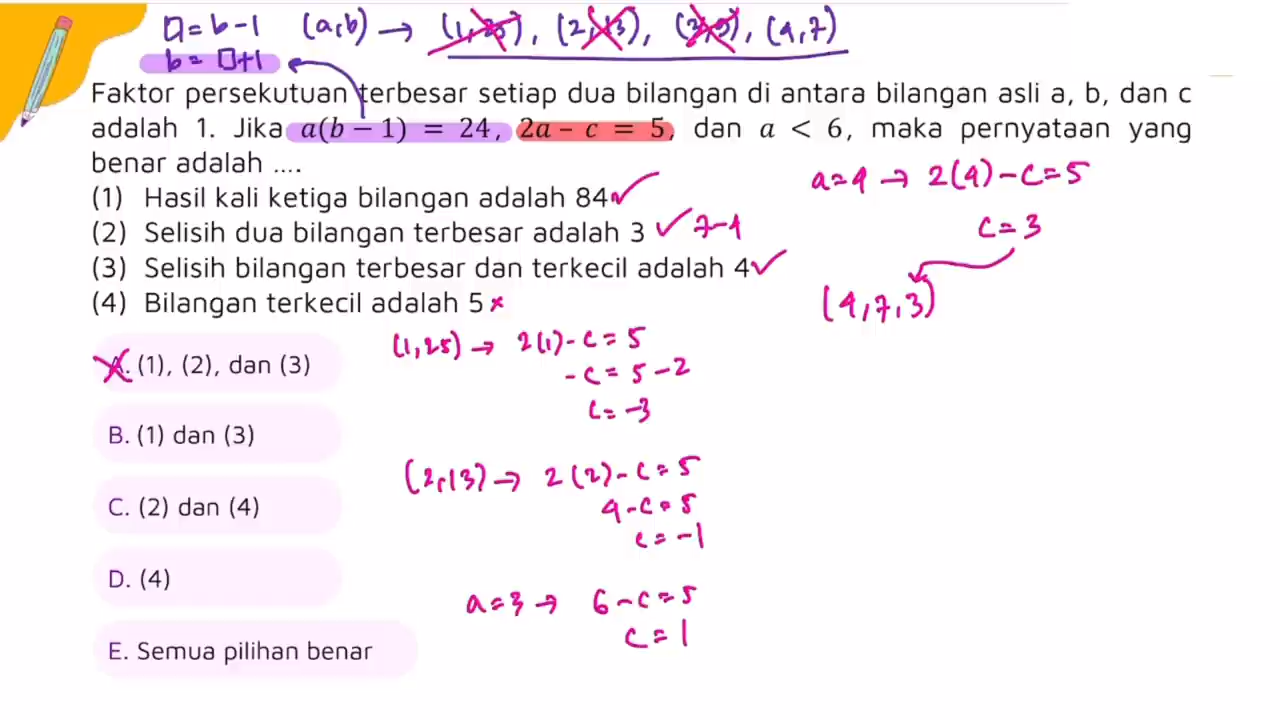 □ = b - 1 (a,b) → (1,25), (2,13), (3,9), (4,7)
b = □+1
Faktor persekutuan terbesar setiap dua bilangan di antara bilangan asli a, b, dan c
adalah 1. Jika a(b − 1) = 24, 2a − c = 5, dan a < 6, maka pernyataan yang
benar adalah ....
a=4 → 2(4) - c = 5
(1) Hasil kali ketiga bilangan adalah 84 ✓
(2) Selisih dua bilangan terbesar adalah 3 ✓ 7-4
c = 3
(3) Selisih bilangan terbesar dan terkecil adalah 4 ✓
(4) Bilangan terkecil adalah 5 ×
(4,7,3)
A. (1), (2), dan (3)
(1,25) → 2(1) - c = 5
- c = 5 - 2
c = -3
B. (1) dan (3)
(2,13) → 2(2) - c = 5
4 - c = 5
c = -1
C. (2) dan (4)
D. (4)
a=3 → 6 - c = 5
c = 1
E. Semua pilihan benar